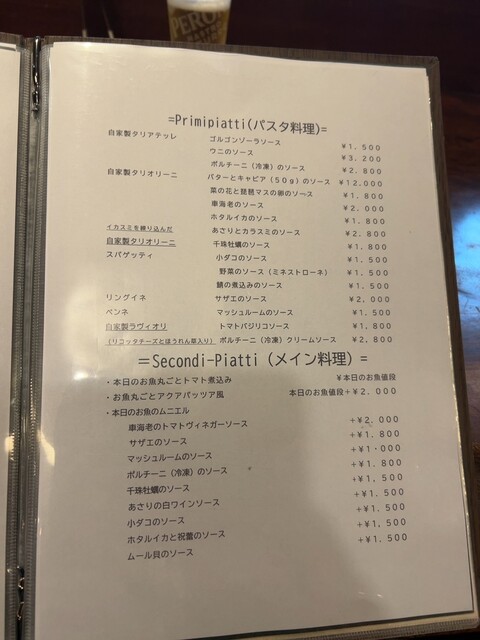 PERONI
=Primipiatti(パスタ料理)=
自家製タリアテッレ ゴルゴンゾーラソース ¥1.500
ウニのソース ¥3.200
ポルチーニ（冷凍）のソース ¥2.800
自家製タリオリーニ バターとキャビア（50g）のソース ¥12,000
菜の花と琵琶マスの卵のソース ¥1.800
車海老のソース ¥2.000
ホタルイカのソース ¥1.800
イカスミを練り込んだ あさりとカラスミのソース ¥2.800
自家製タリオリーニ 千珠牡蠣のソース ¥1.800
スパゲッティ 小ダコのソース ¥1.500
野菜のソース（ミネストローネ） ¥1.500
鯖の煮込みのソース ¥1.500
リングイネ サザエのソース ¥2.000
ペンネ マッシュルームのソース ¥1.500
自家製ラヴィオリ トマトバジリコソース ¥1.800
（リコッタチーズとほうれん草入り） ポルチーニ（冷凍）クリームソース ¥2,800
＝Secondi-Piatti（メイン料理）＝
・本日のお魚丸ごとトマト煮込み ¥本日のお魚値段
・お魚丸ごとアクアパッツア風 本日のお魚値段+¥2.000
・本日のお魚のムニエル
車海老のトマトヴィネガーソース +¥2.000
サザエのソース +¥1.800
マッシュルームのソース +¥1・000
ポルチーニ（冷凍）のソース +¥1.800
千珠牡蠣のソース +¥1,500
あさりの白ワインソース +¥1.500
小ダコのソース +¥1.500
ホタルイカと祝蕾のソース +¥1,500
ムール貝のソース +¥1.500